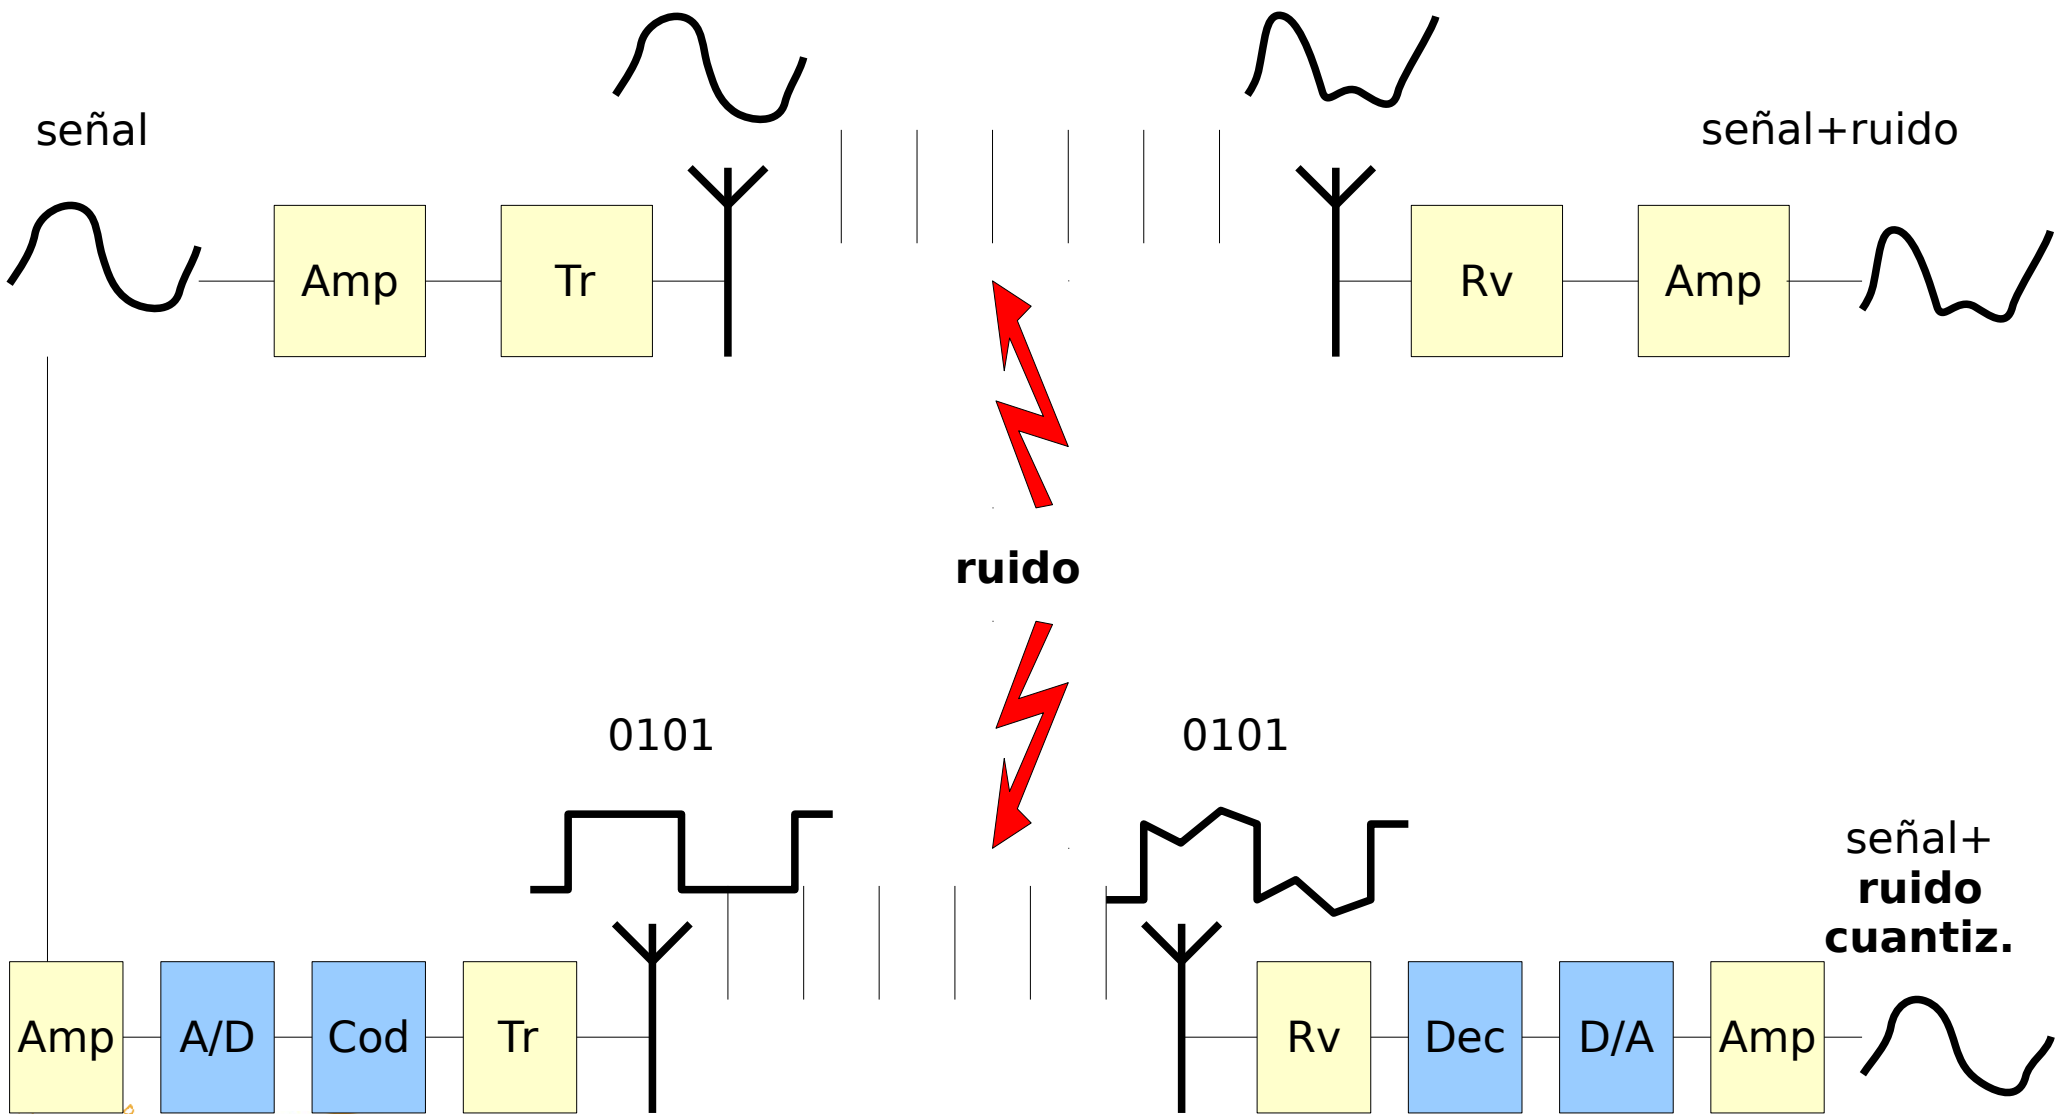 señal
señal+ruido
Amp
Tr
Rv
Amp
ruido
0101
0101
señal+
ruido
cuantiz.
Amp
A/D
Cod
Tr
Rv
Dec
D/A
Amp